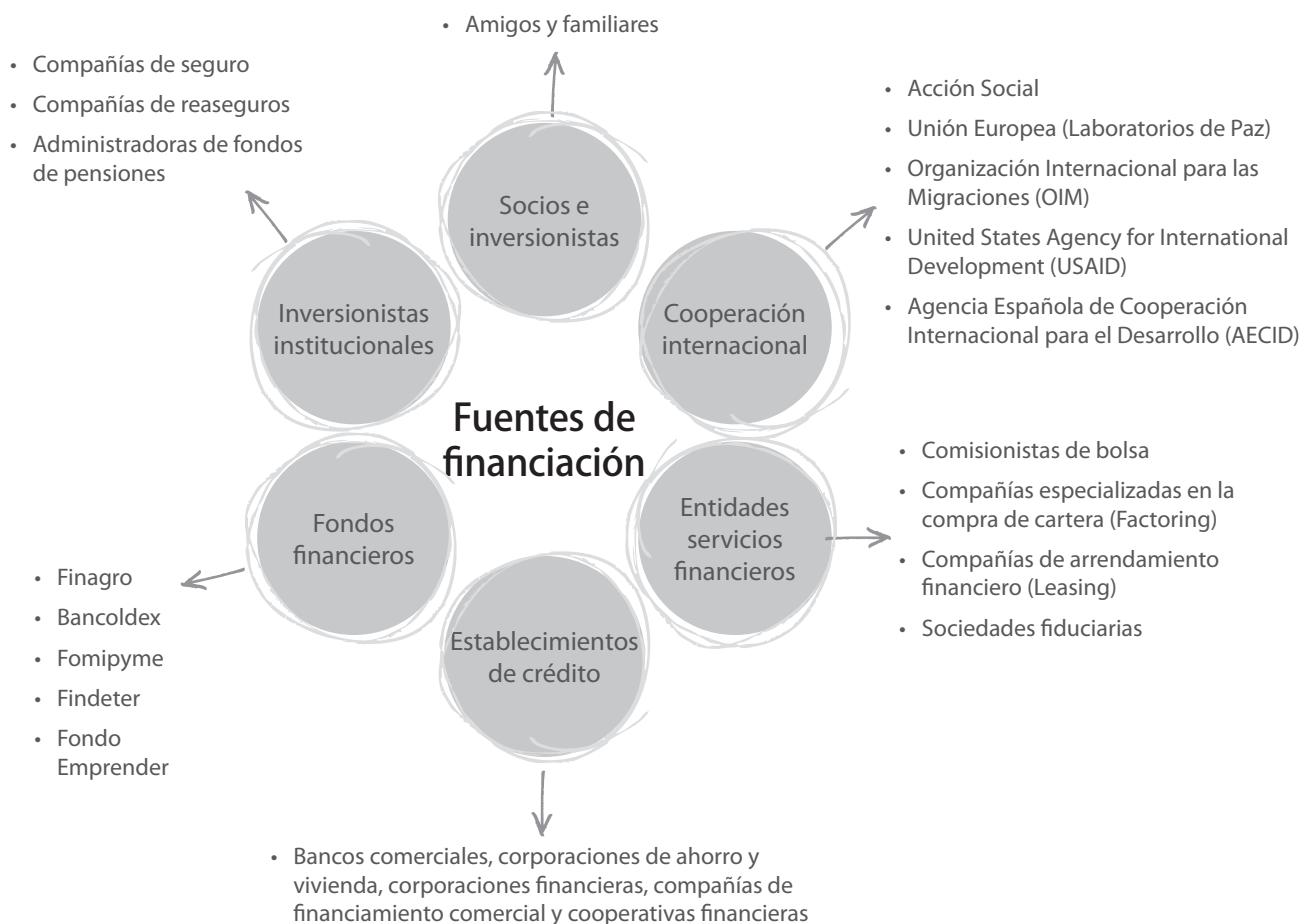 • Amigos y familiares
• Compañías de seguro
• Compañías de reaseguros
• Administradoras de fondos
de pensiones
• Acción Social
• Unión Europea (Laboratorios de Paz)
• Organización Internacional para las
Migraciones (OIM)
• United States Agency for International
Development (USAID)
• Agencia Española de Cooperación
Internacional para el Desarrollo (AECID)
Socios e
inversionistas
Inversionistas
institucionales
Cooperación
internacional
Fuentes de
financiación
Fondos
financieros
Entidades
servicios
financieros
Establecimientos
de crédito
• Comisionistas de bolsa
• Compañías especializadas en la
compra de cartera (Factoring)
• Compañías de arrendamiento
financiero (Leasing)
• Sociedades fiduciarias
• Finagro
• Bancoldex
• Fomipyme
• Findeter
• Fondo
Emprender
• Bancos comerciales, corporaciones de ahorro y
vivienda, corporaciones financieras, compañías de
financiamiento comercial y cooperativas financieras